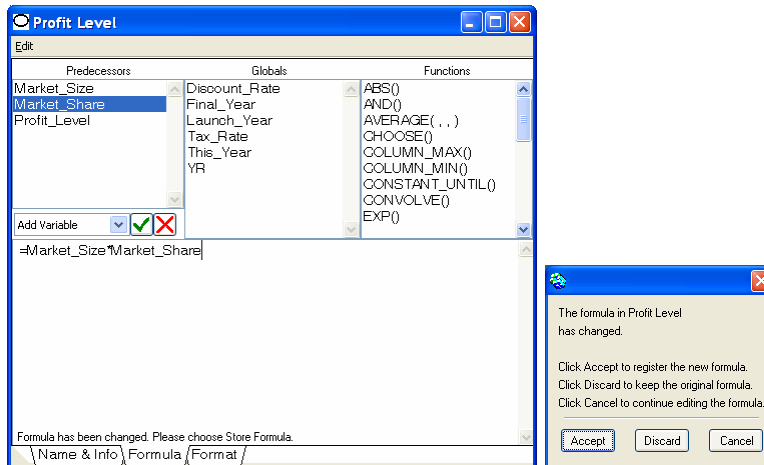 Profit Level
Edit
Predecessors Globals Functions
Market_Size
Market_Share
Profit_Level
Discount_Rate
Final_Year
Launch_Year
Tax_Rate
This_Year
YR
ABS()
AND()
AVERAGE( , , )
CHOOSE()
COLUMN_MAX()
COLUMN_MIN()
CONSTANT_UNTIL()
CONVOLVE()
EXP()
Add Variable
=Market_Size*Market_Share
Formula has been changed. Please choose Store Formula.
Name & Info Formula Format
The formula in Profit Level
has changed.
Click Accept to register the new formula.
Click Discard to keep the original formula.
Click Cancel to continue editing the formula.
Accept Discard Cancel